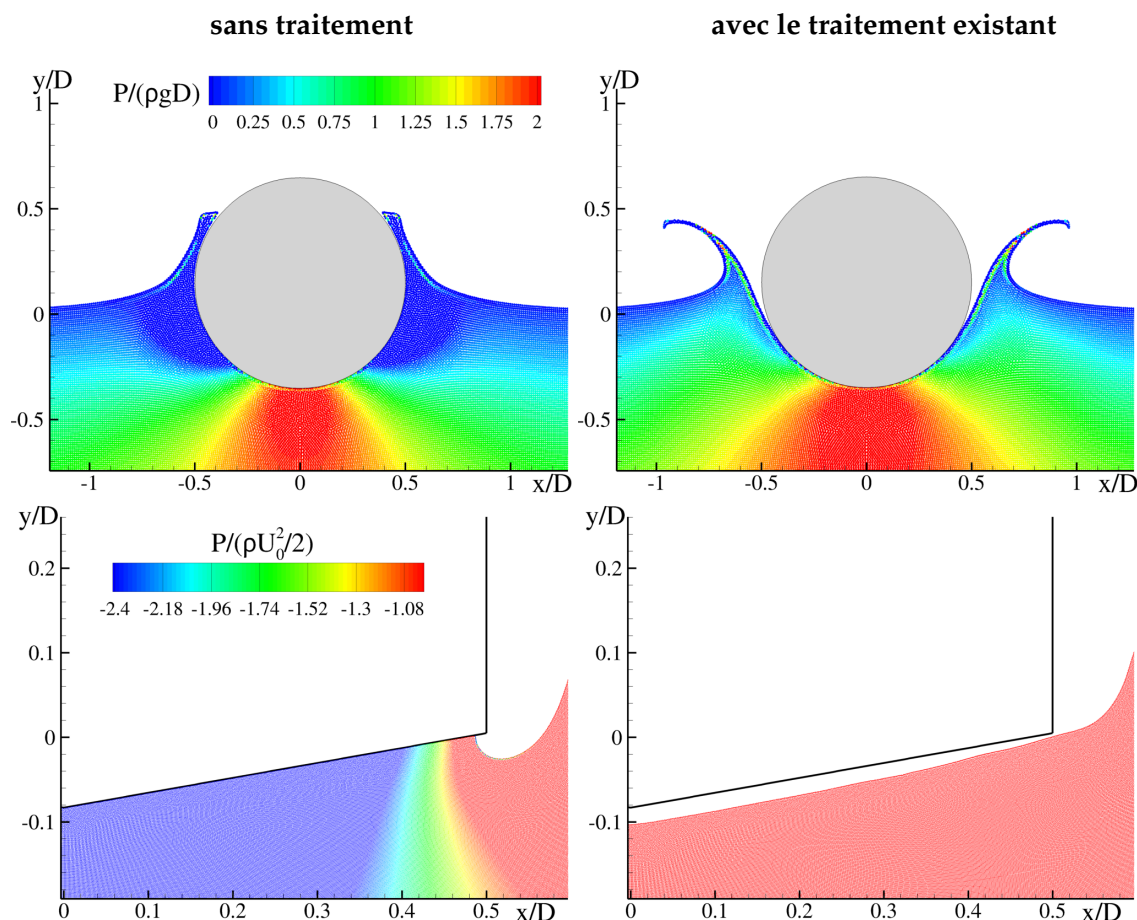 sans traitement
avec le traitement existant
y/D
P/(ρgD)
0 0.25 0.5 0.75 1 1.25 1.5 1.75 2
1
0.5
0
-0.5
-1 -0.5 0 0.5 1
x/D
y/D
1
0.5
0
-0.5
-1 -0.5 0 0.5 1
x/D
y/D
P/(ρU₀²/2)
-2.4 -2.18 -1.96 -1.74 -1.52 -1.3 -1.08
0.2
0.1
0
-0.1
0 0.1 0.2 0.3 0.4 0.5
x/D
y/D
0.2
0.1
0
-0.1
0 0.1 0.2 0.3 0.4 0.5
x/D